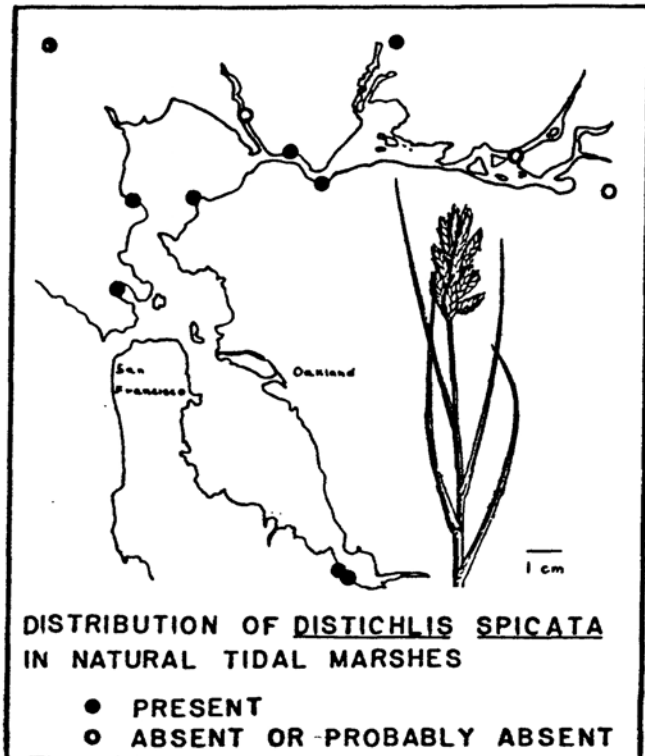 San
Francisco
Oakland
1 cm
DISTRIBUTION OF DISTICHLIS SPICATA
IN NATURAL TIDAL MARSHES
PRESENT
ABSENT OR PROBABLY ABSENT